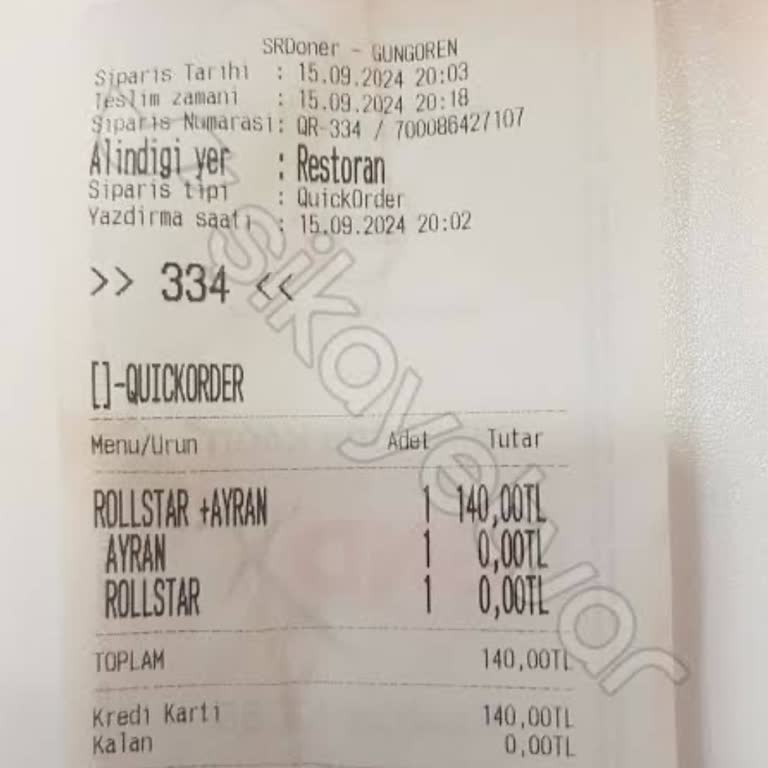 SRDoner - GUNGOREN
Siparis Tarihi : 15.09.2024 20:03
Teslim zamani : 15.09.2024 20:18
Siparis Numarasi: QR-334 / 700086427107
Alindigi yer : Restoran
Siparis tipi : QuickOrder
Yazdirma saati : 15.09.2024 20:02
>> 334 <<
[]-QUICKORDER
Menu/Urun Adet Tutar
ROLLSTAR +AYRAN 1 140,00TL
AYRAN 1 0,00TL
ROLLSTAR 1 0,00TL
TOPLAM 140,00TL
Kredi Karti 140,00TL
Kalan 0,00TL
sikayetvar